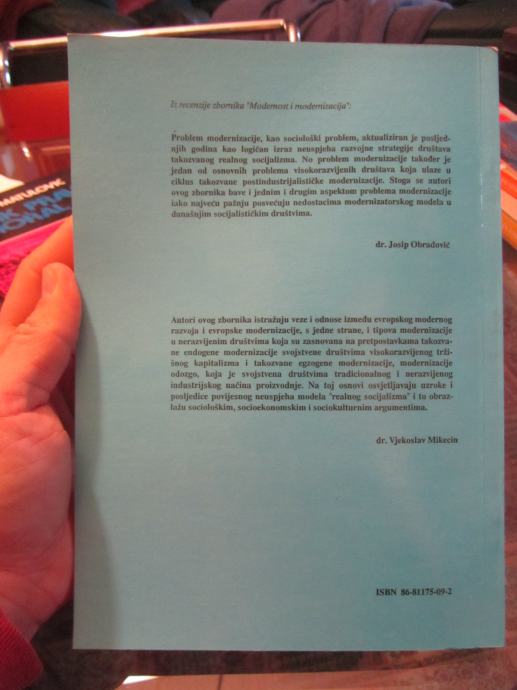 Iz recenzije zbornika "Modernost i modernizacija":
Problem modernizacije, kao sociološki problem, aktualiziran je posljed-
njih godina kao logičan izraz neuspjeha razvojne strategije društava
takozvanog realnog socijalizma. No problem modernizacije također je
jedan od osnovnih problema visokorazvijenih društava koja ulaze u
ciklus takozvane postindustrijalističke modernizacije. Stoga se autori
ovog zbornika bave i jednim i drugim aspektom problema modernizacije
iako najveću pažnju posvećuju nedostacima modernizatorskog modela u
današnjim socijalističkim društvima.
dr. Josip Obradović
Autori ovog zbornika istražuju veze i odnose između evropskog modernog
razvoja i evropske modernizacije, s jedne strane, i tipova modernizacije
u nerazvijenim društvima koja su zasnovana na pretpostavkama takozva-
ne endogene modernizacije svojstvene društvima visokorazvijenog trži-
šnog kapitalizma i takozvane egzogene modernizacije, modernizacije
odozgo, koja je svojstvena društvima tradicionalnog i nerazvijenog
industrijskog načina proizvodnje. Na toj osnovi osvjetljavaju uzroke i
posljedice povijesnog neuspjeha modela "realnog socijalizma" i tu obraz-
lažu sociološkim, socioekonomskim i sociokulturnim argumentima.
dr. Vjekoslav Mikecin
ISBN 86-81175-09-2